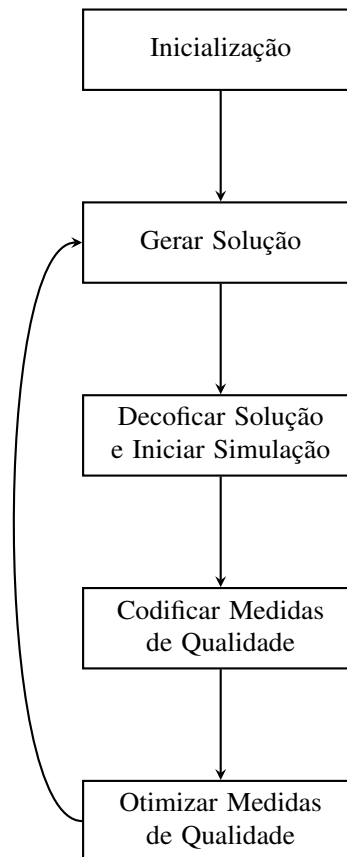 Inicialização
Gerar Solução
Decoficar Solução
e Iniciar Simulação
Codificar Medidas
de Qualidade
Otimizar Medidas
de Qualidade